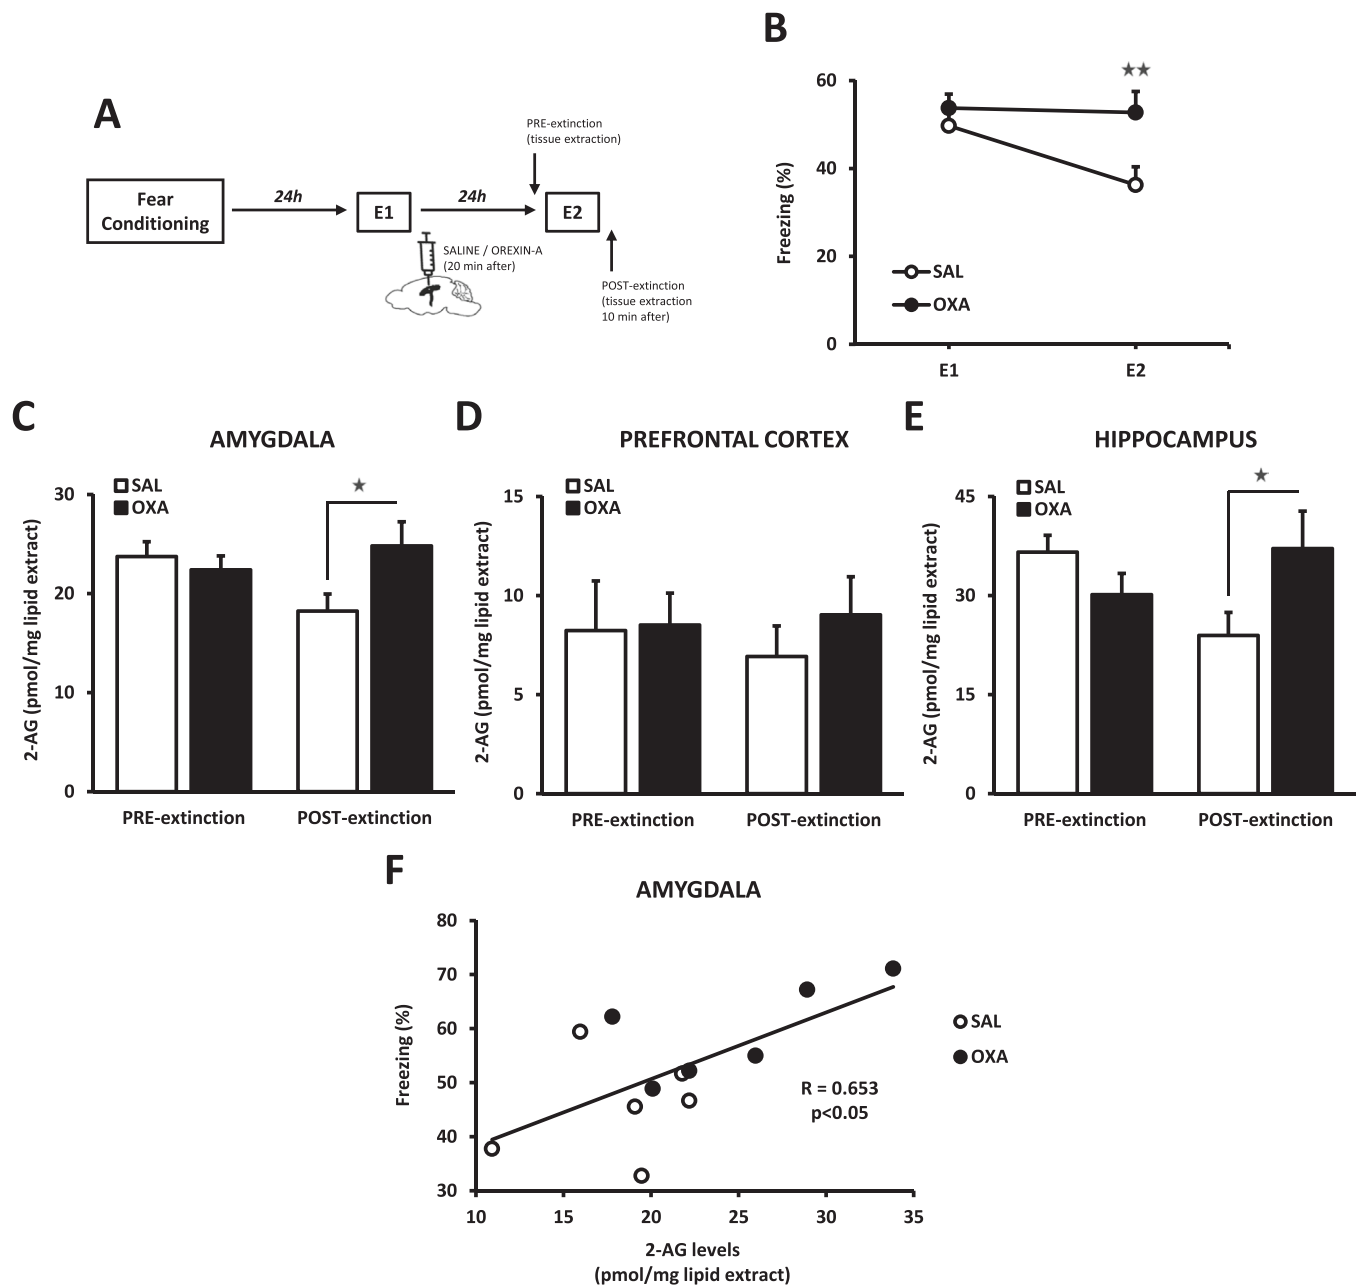 A
Fear
Conditioning
24h
E1
24h
E2
PRE-extinction
(tissue extraction)
SALINE / OREXIN-A
(20 min after)
POST-extinction
(tissue extraction
10 min after)
B
★★
Freezing (%)
60
40
20
0
SAL
OXA
E1
E2
C
AMYGDALA
2-AG (pmol/mg lipid extract)
30
20
10
0
SAL
OXA
★
PRE-extinction
POST-extinction
D
PREFRONTAL CORTEX
2-AG (pmol/mg lipid extract)
15
10
5
0
SAL
OXA
PRE-extinction
POST-extinction
E
HIPPOCAMPUS
2-AG (pmol/mg lipid extract)
45
30
15
0
SAL
OXA
★
PRE-extinction
POST-extinction
F
AMYGDALA
Freezing (%)
80
70
60
50
40
30
10
15
20
25
30
35
R = 0.653
p<0.05
SAL
OXA
2-AG levels
(pmol/mg lipid extract)